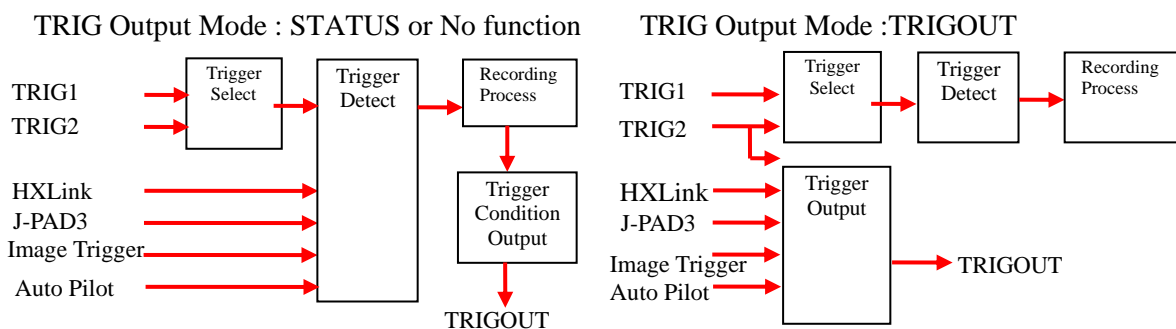 TRIG Output Mode : STATUS or No function
Trigger
Select
Trigger
Detect
Recording
Process
TRIG1
TRIG2
HXLink
J-PAD3
Image Trigger
Auto Pilot
Trigger
Condition
Output
TRIGOUT
TRIG Output Mode :TRIGOUT
Trigger
Select
Trigger
Detect
Recording
Process
TRIG1
TRIG2
HXLink
J-PAD3
Image Trigger
Auto Pilot
Trigger
Output
TRIGOUT